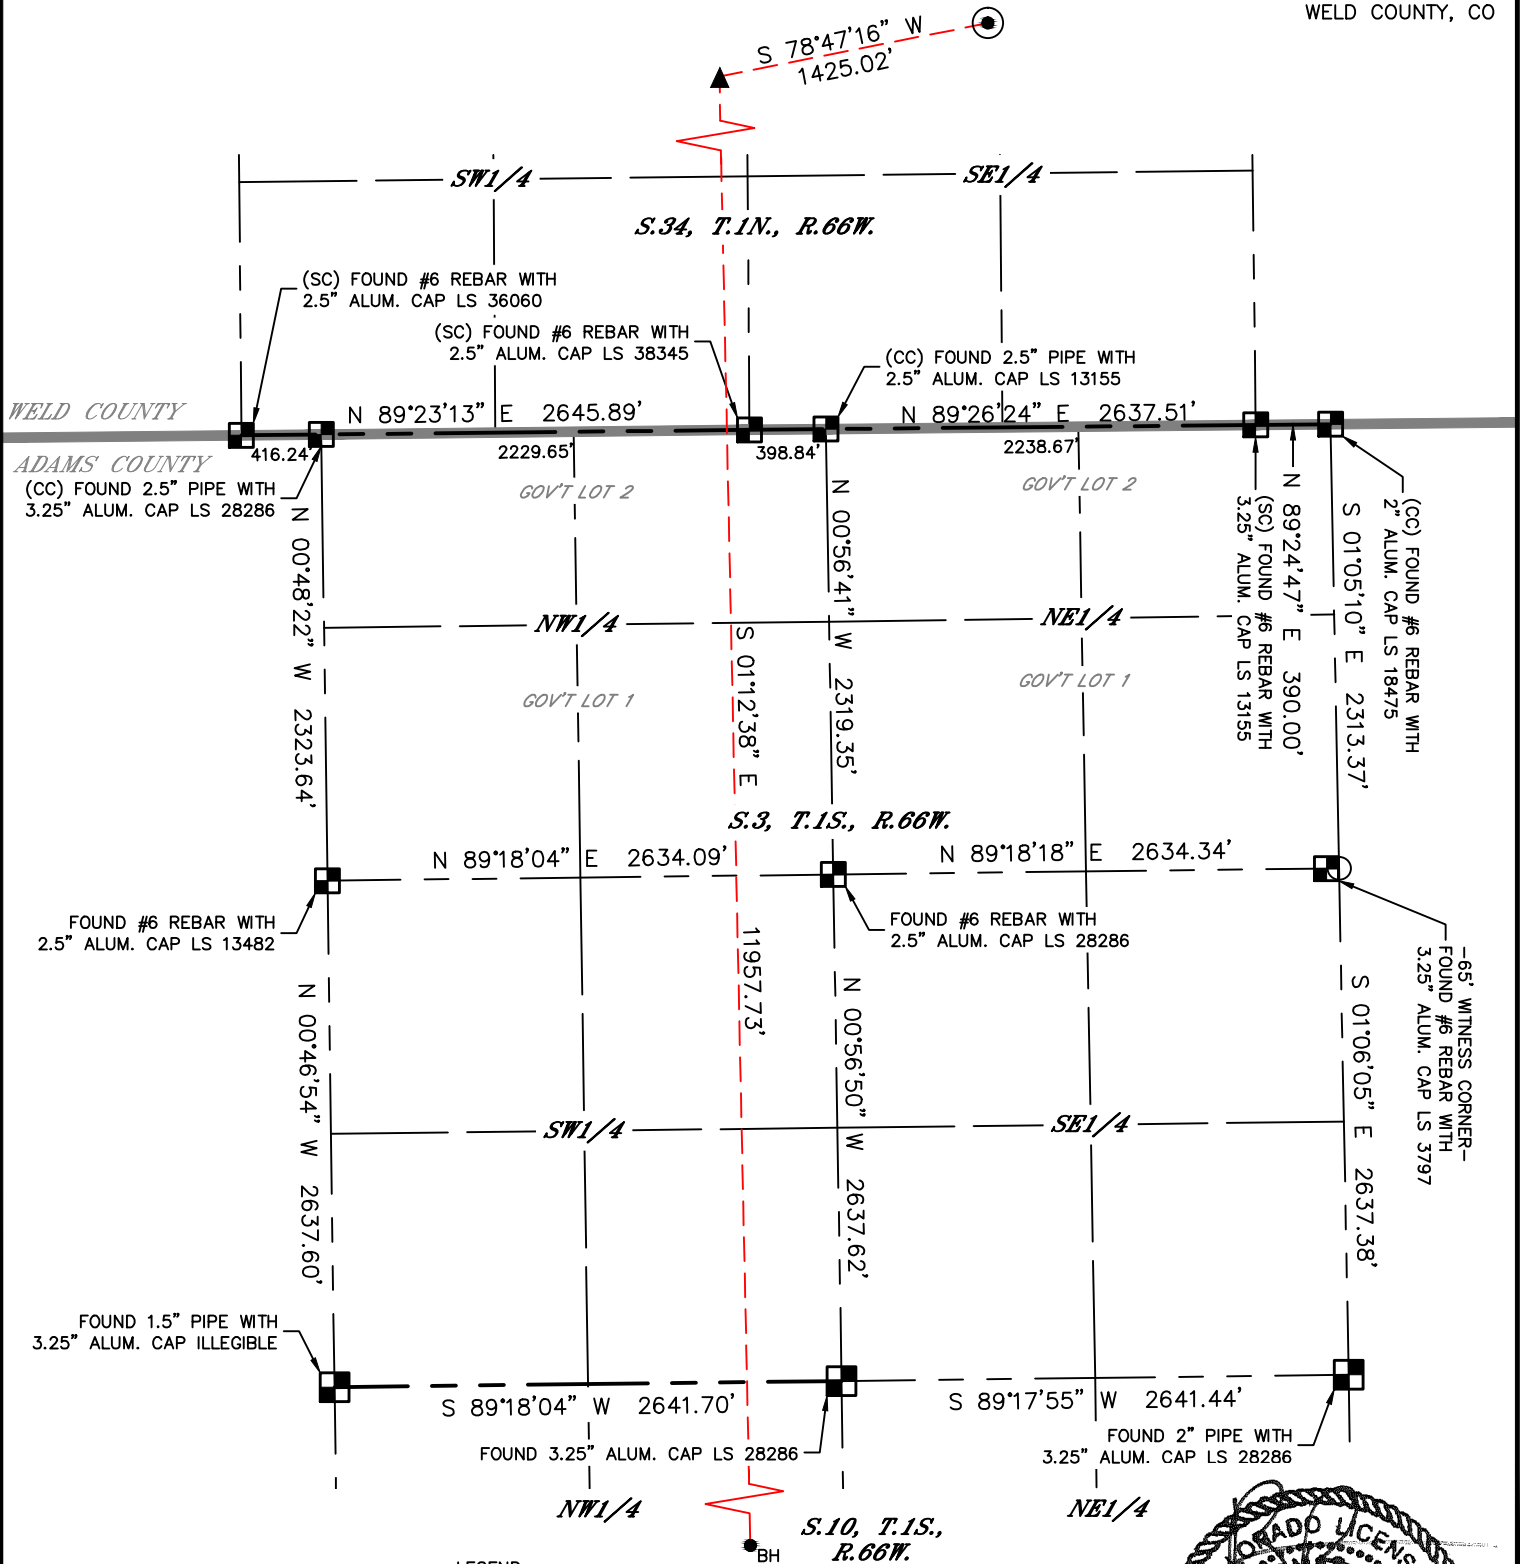 WELD COUNTY, CO
S 78°47'16" W
1425.02'
SW1/4
SE1/4
S.34, T.1N., R.66W.
(SC) FOUND #6 REBAR WITH
2.5" ALUM. CAP LS 36060
(SC) FOUND #6 REBAR WITH
2.5" ALUM. CAP LS 38345
(CC) FOUND 2.5" PIPE WITH
2.5" ALUM. CAP LS 13155
WELD COUNTY
N 89°23'13" E 2645.89'
N 89°26'24" E 2637.51'
ADAMS COUNTY
416.24'
2229.65'
398.84'
2238.67'
(CC) FOUND 2.5" PIPE WITH
3.25" ALUM. CAP LS 28286
GOV'T LOT 2
GOV'T LOT 2
N 00°48'22" W 2323.64'
N 00°56'41" W 2319.35'
(SC) FOUND #6 REBAR WITH
3.25" ALUM. CAP LS 13155
N 89°24'47" E 390.00'
S 01°05'10" E 2313.37'
(CC) FOUND #6 REBAR WITH
2" ALUM. CAP LS 18475
NW1/4
NE1/4
S 01°12'38" E 11957.73'
GOV'T LOT 1
GOV'T LOT 1
S.3, T.1S., R.66W.
N 89°18'04" E 2634.09'
N 89°18'18" E 2634.34'
FOUND #6 REBAR WITH
2.5" ALUM. CAP LS 13482
FOUND #6 REBAR WITH
2.5" ALUM. CAP LS 28286
-65' WITNESS CORNER-
FOUND #6 REBAR WITH
3.25" ALUM. CAP LS 3797
N 00°46'54" W 2637.60'
N 00°56'50" W 2637.62'
S 01°06'05" E 2637.38'
SW1/4
SE1/4
FOUND 1.5" PIPE WITH
3.25" ALUM. CAP ILLEGIBLE
S 89°18'04" W 2641.70'
S 89°17'55" W 2641.44'
FOUND 3.25" ALUM. CAP LS 28286
FOUND 2" PIPE WITH
3.25" ALUM. CAP LS 28286
NW1/4
NE1/4
S.10, T.1S.,
R.66W.
BH
LEGEND